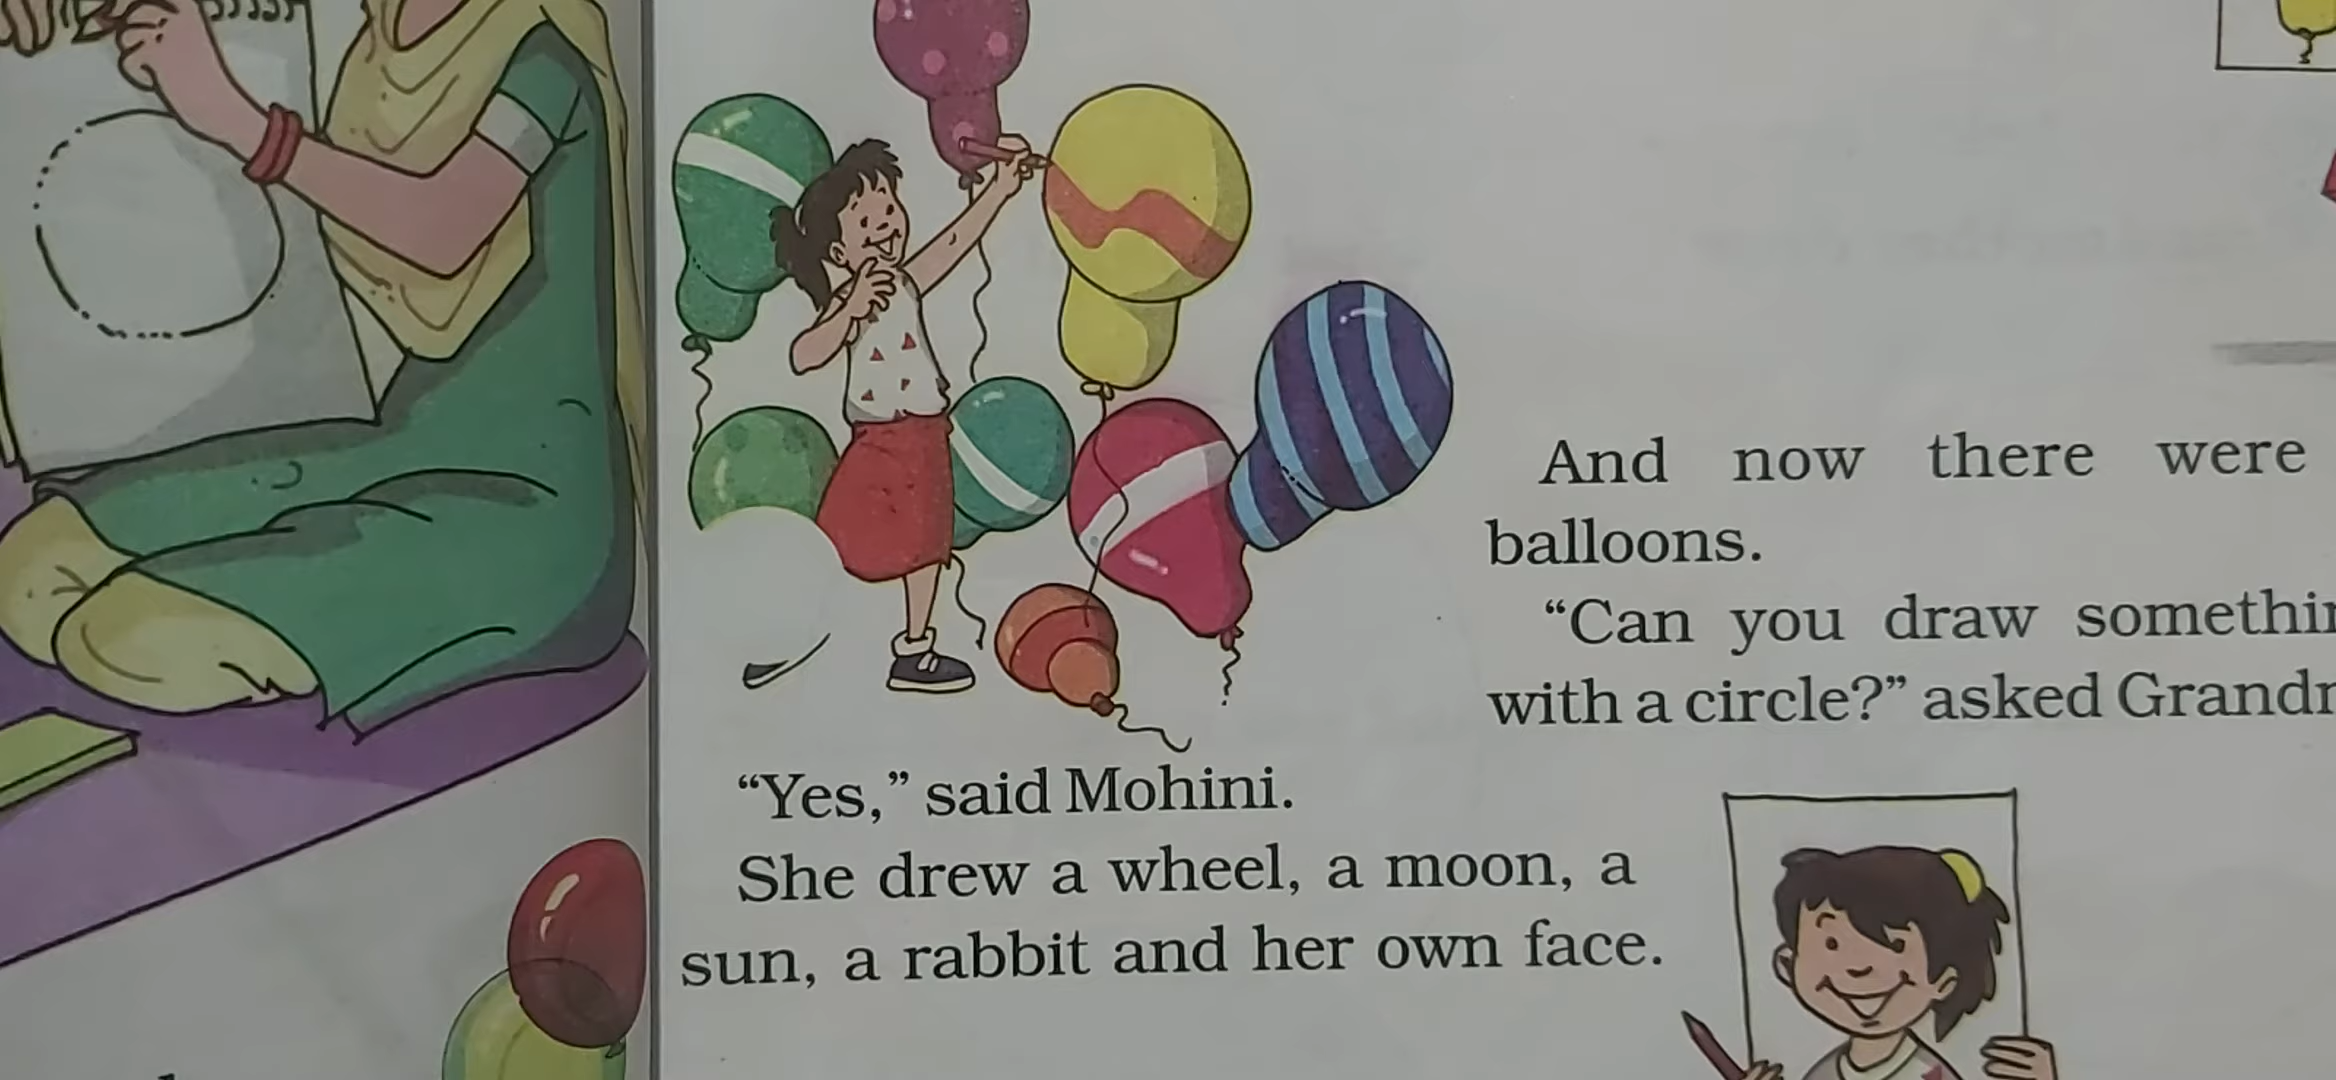 And now there were
balloons.
“Can you draw
with a circle?” asked
“Yes,” said Mohini.
She drew a wheel, a moon, a
sun, a rabbit and her own face.